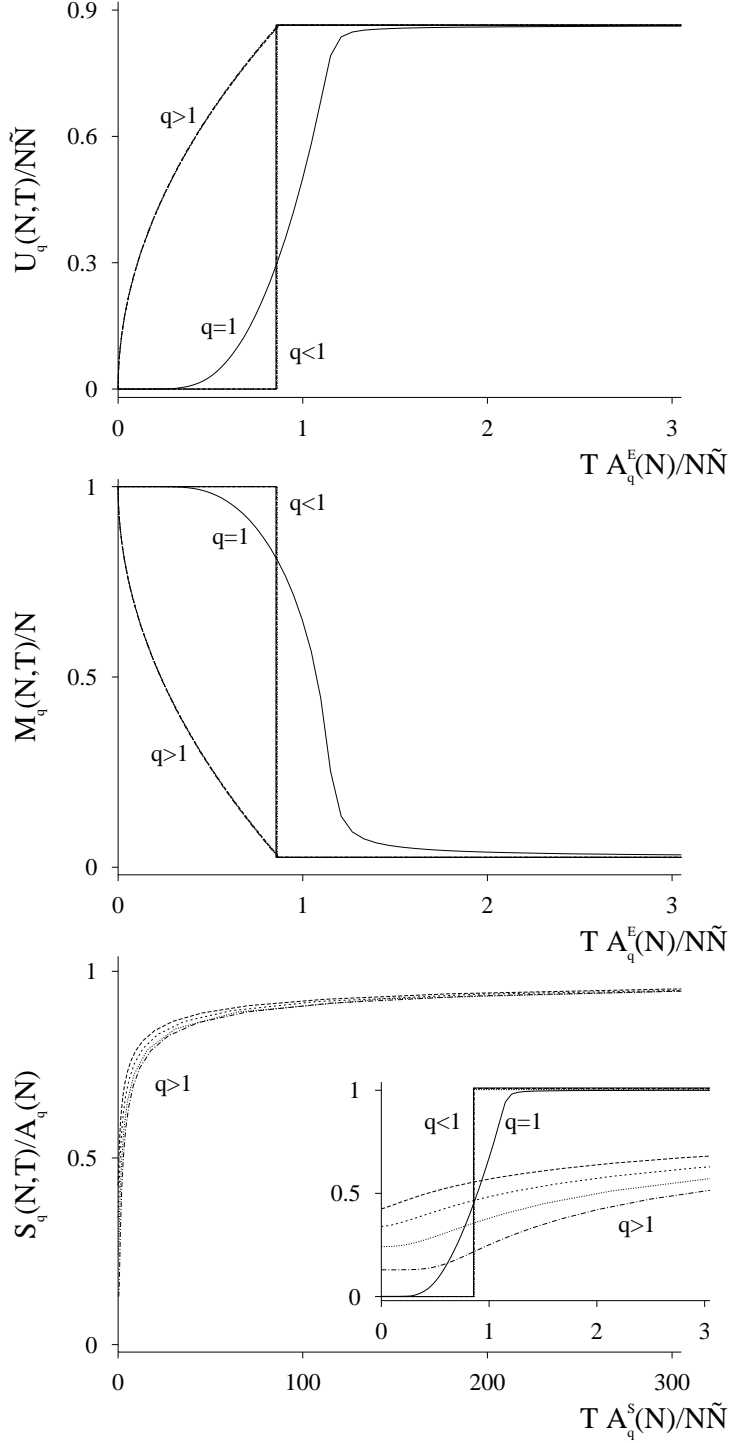 0.9
0.6
0.3
0
U_q(N,T)/NÑ
q>1
q=1
q<1
0 1 2 3
T A_q^E(N)/NÑ
1
0.5
0
M_q(N,T)/N
q<1
q=1
q>1
0 1 2 3
T A_q^E(N)/NÑ
1
0.5
0
S_q(N,T)/A_q(N)
q>1
1
0.5
0
q<1 q=1
q>1
0 1 2 3
0 100 200 300
T A_q^S(N)/NÑ